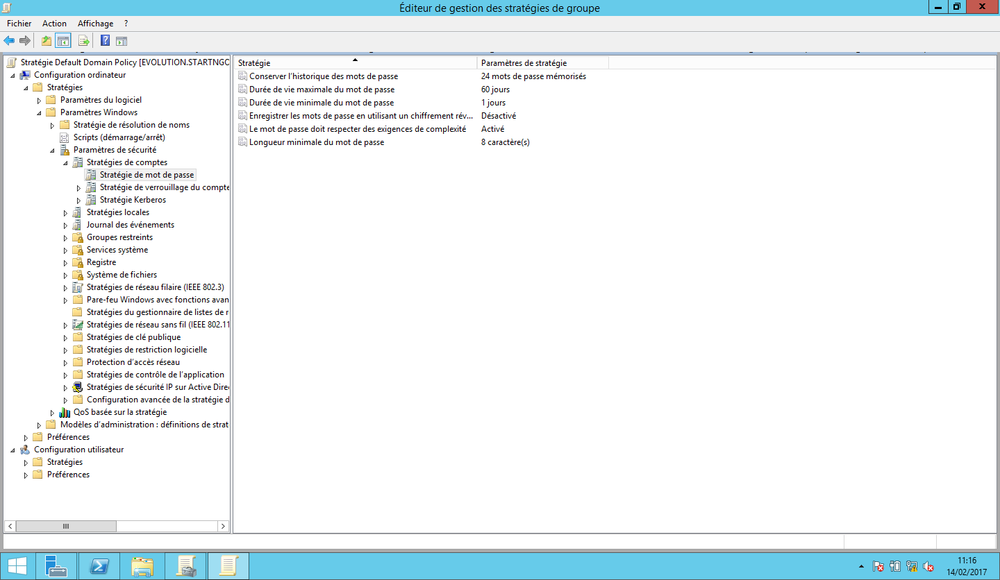 Éditeur de gestion des stratégies de groupe
Fichier Action Affichage ?
Stratégie Default Domain Policy [EVOLUTION.STARTNGO
Configuration ordinateur
Stratégies
Paramètres du logiciel
Paramètres Windows
Stratégie de résolution de noms
Scripts (démarrage/arrêt)
Paramètres de sécurité
Stratégies de comptes
Stratégie de mot de passe
Stratégie de verrouillage du compte
Stratégie Kerberos
Stratégies locales
Journal des événements
Groupes restreints
Services système
Registre
Système de fichiers
Stratégies de réseau filaire (IEEE 802.3)
Pare-feu Windows avec fonctions avan
Stratégies du gestionnaire de listes de r
Stratégies de réseau sans fil (IEEE 802.11
Stratégies de clé publique
Stratégies de restriction logicielle
Protection d'accès réseau
Stratégies de contrôle de l'application
Stratégies de sécurité IP sur Active Dire
Configuration avancée de la stratégie d
QoS basée sur la stratégie
Modèles d'administration : définitions de strat
Préférences
Configuration utilisateur
Stratégies
Préférences
Stratégie Paramètres de stratégie
Conserver l'historique des mots de passe 24 mots de passe mémorisés
Durée de vie maximale du mot de passe 60 jours
Durée de vie minimale du mot de passe 1 jours
Enregistrer les mots de passe en utilisant un chiffrement rév... Désactivé
Le mot de passe doit respecter des exigences de complexité Activé
Longueur minimale du mot de passe 8 caractère(s)
11:16
14/02/2017